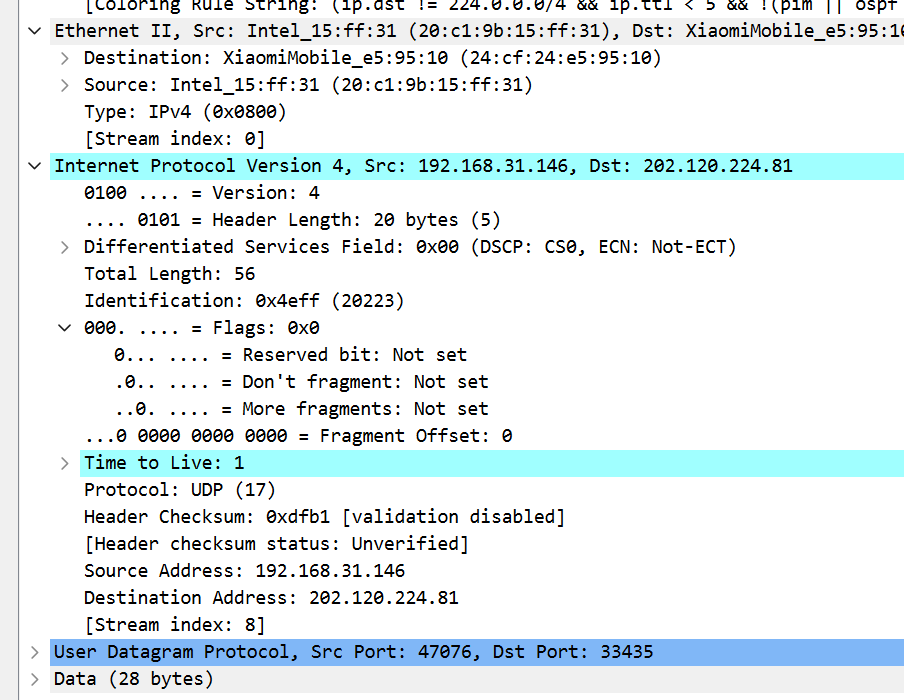 [Coloring Rule String: (ip.dst != 224.0.0.0/4 && ip.ttl < 5 && !(pim || ospf
Ethernet II, Src: Intel_15:ff:31 (20:c1:9b:15:ff:31), Dst: XiaomiMobile_e5:95:10
Destination: XiaomiMobile_e5:95:10 (24:cf:24:e5:95:10)
Source: Intel_15:ff:31 (20:c1:9b:15:ff:31)
Type: IPv4 (0x0800)
[Stream index: 0]
Internet Protocol Version 4, Src: 192.168.31.146, Dst: 202.120.224.81
0100 .... = Version: 4
.... 0101 = Header Length: 20 bytes (5)
Differentiated Services Field: 0x00 (DSCP: CS0, ECN: Not-ECT)
Total Length: 56
Identification: 0x4eff (20223)
000. .... = Flags: 0x0
0... .... = Reserved bit: Not set
.0.. .... = Don't fragment: Not set
..0. .... = More fragments: Not set
...0 0000 0000 0000 = Fragment Offset: 0
Time to Live: 1
Protocol: UDP (17)
Header Checksum: 0xdfb1 [validation disabled]
[Header checksum status: Unverified]
Source Address: 192.168.31.146
Destination Address: 202.120.224.81
[Stream index: 8]
User Datagram Protocol, Src Port: 47076, Dst Port: 33435
Data (28 bytes)